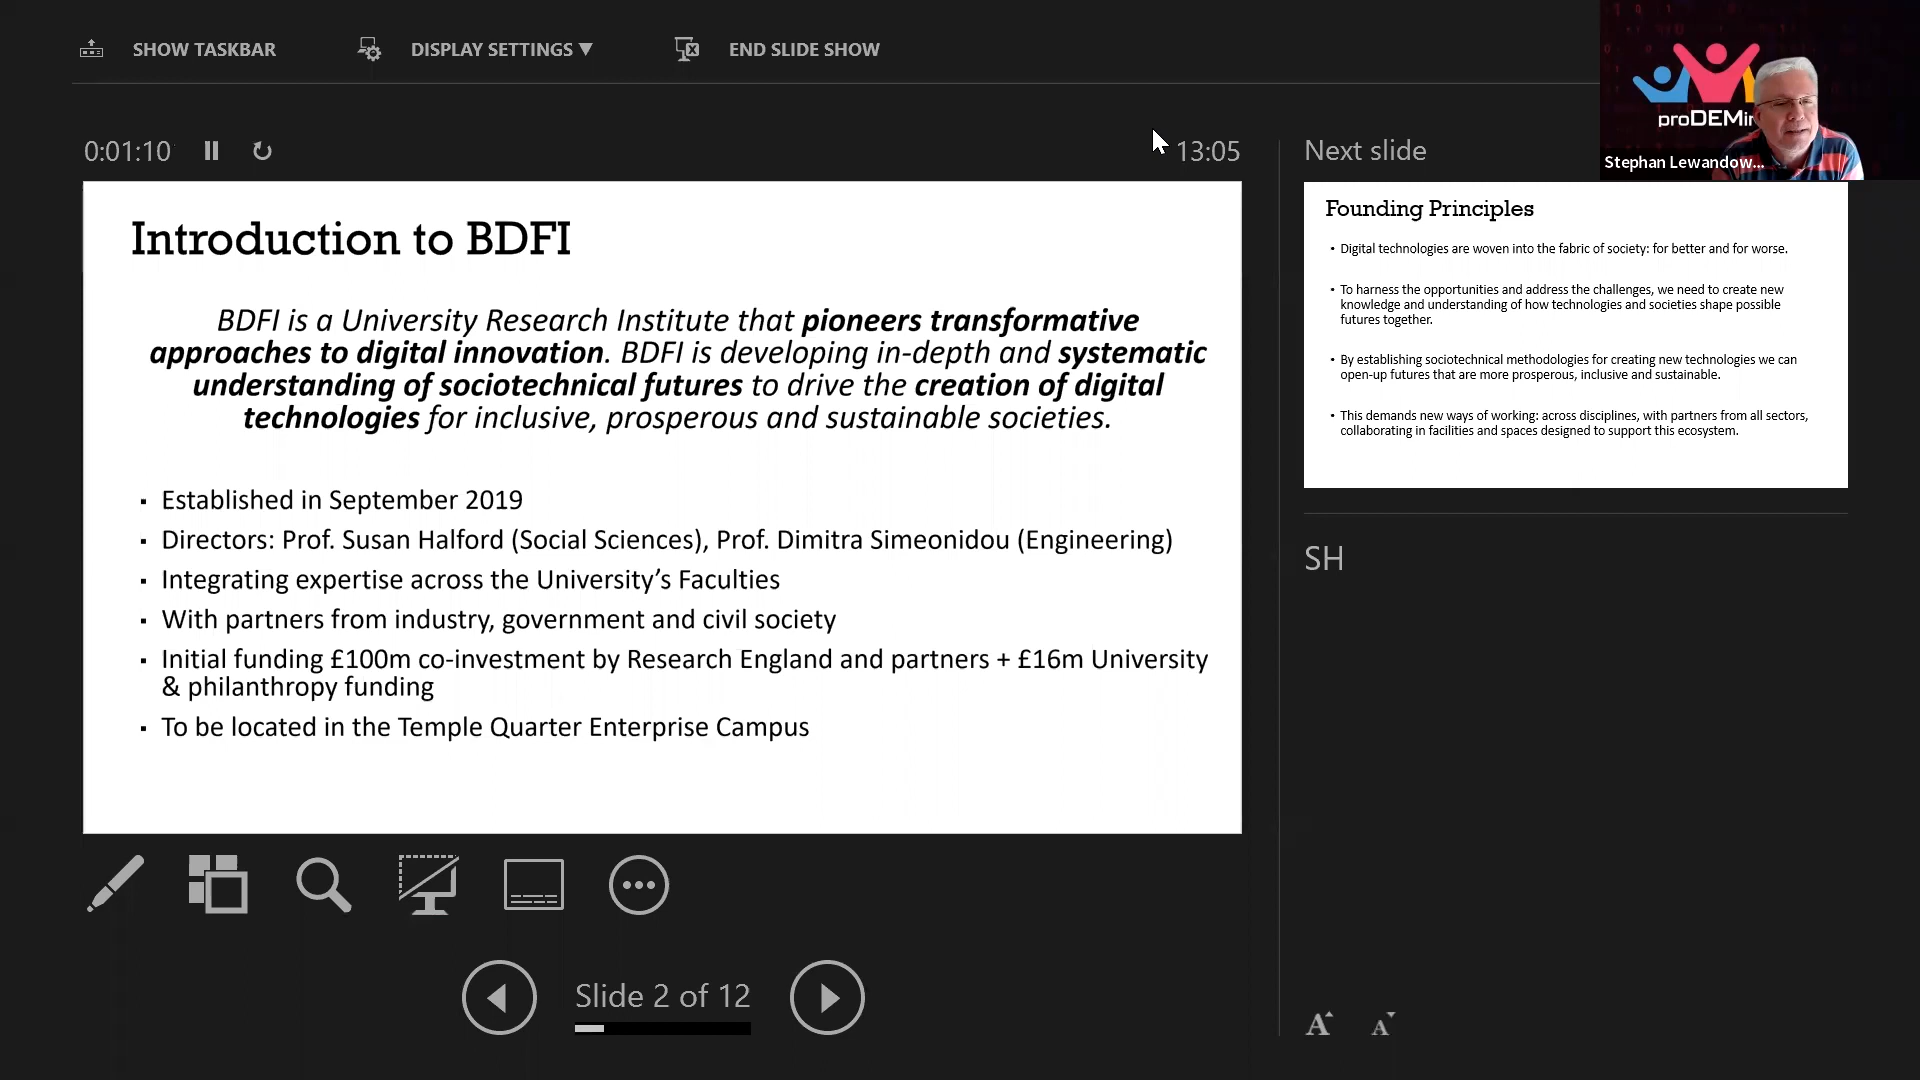 SHOW TASKBAR
DISPLAY SETTINGS ▼
END SLIDE SHOW
0:01:10
13:05
Introduction to BDFI
BDFI is a University Research Institute that pioneers transformative
approaches to digital innovation. BDFI is developing in-depth and systematic
understanding of sociotechnical futures to drive the creation of digital
technologies for inclusive, prosperous and sustainable societies.
▪ Established in September 2019
▪ Directors: Prof. Susan Halford (Social Sciences), Prof. Dimitra Simeonidou (Engineering)
▪ Integrating expertise across the University’s Faculties
▪ With partners from industry, government and civil society
▪ Initial funding £100m co-investment by Research England and partners + £16m University
& philanthropy funding
▪ To be located in the Temple Quarter Enterprise Campus
Slide 2 of 12
proDEMin
Stephan Lewandow...
Next slide
Founding Principles
• Digital technologies are woven into the fabric of society: for better and for worse.
• To harness the opportunities and address the challenges, we need to create new
knowledge and understanding of how technologies and societies shape possible
futures together.
• By establishing sociotechnical methodologies for creating new technologies we can
open-up futures that are more prosperous, inclusive and sustainable.
• This demands new ways of working: across disciplines, with partners from all sectors,
collaborating in facilities and spaces designed to support this ecosystem.
SH
A A